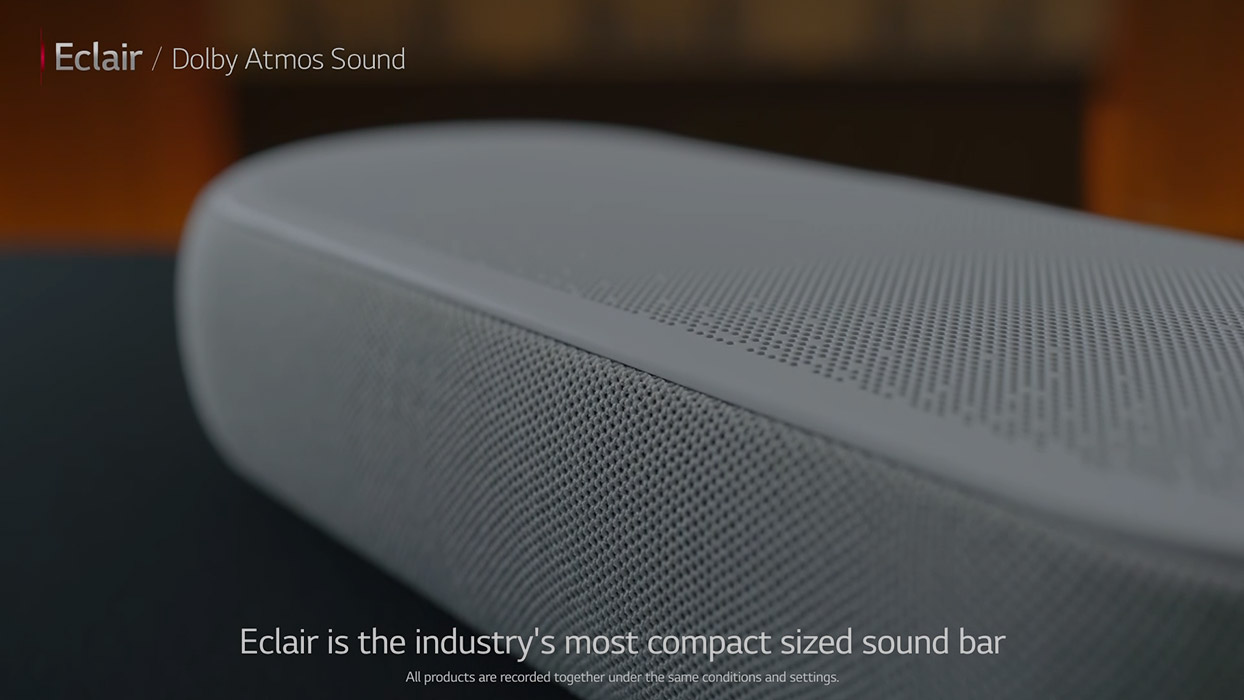 Eclair / Dolby Atmos Sound
Eclair is the industry's most compact sized sound bar
All products are recorded together under the same conditions and settings.